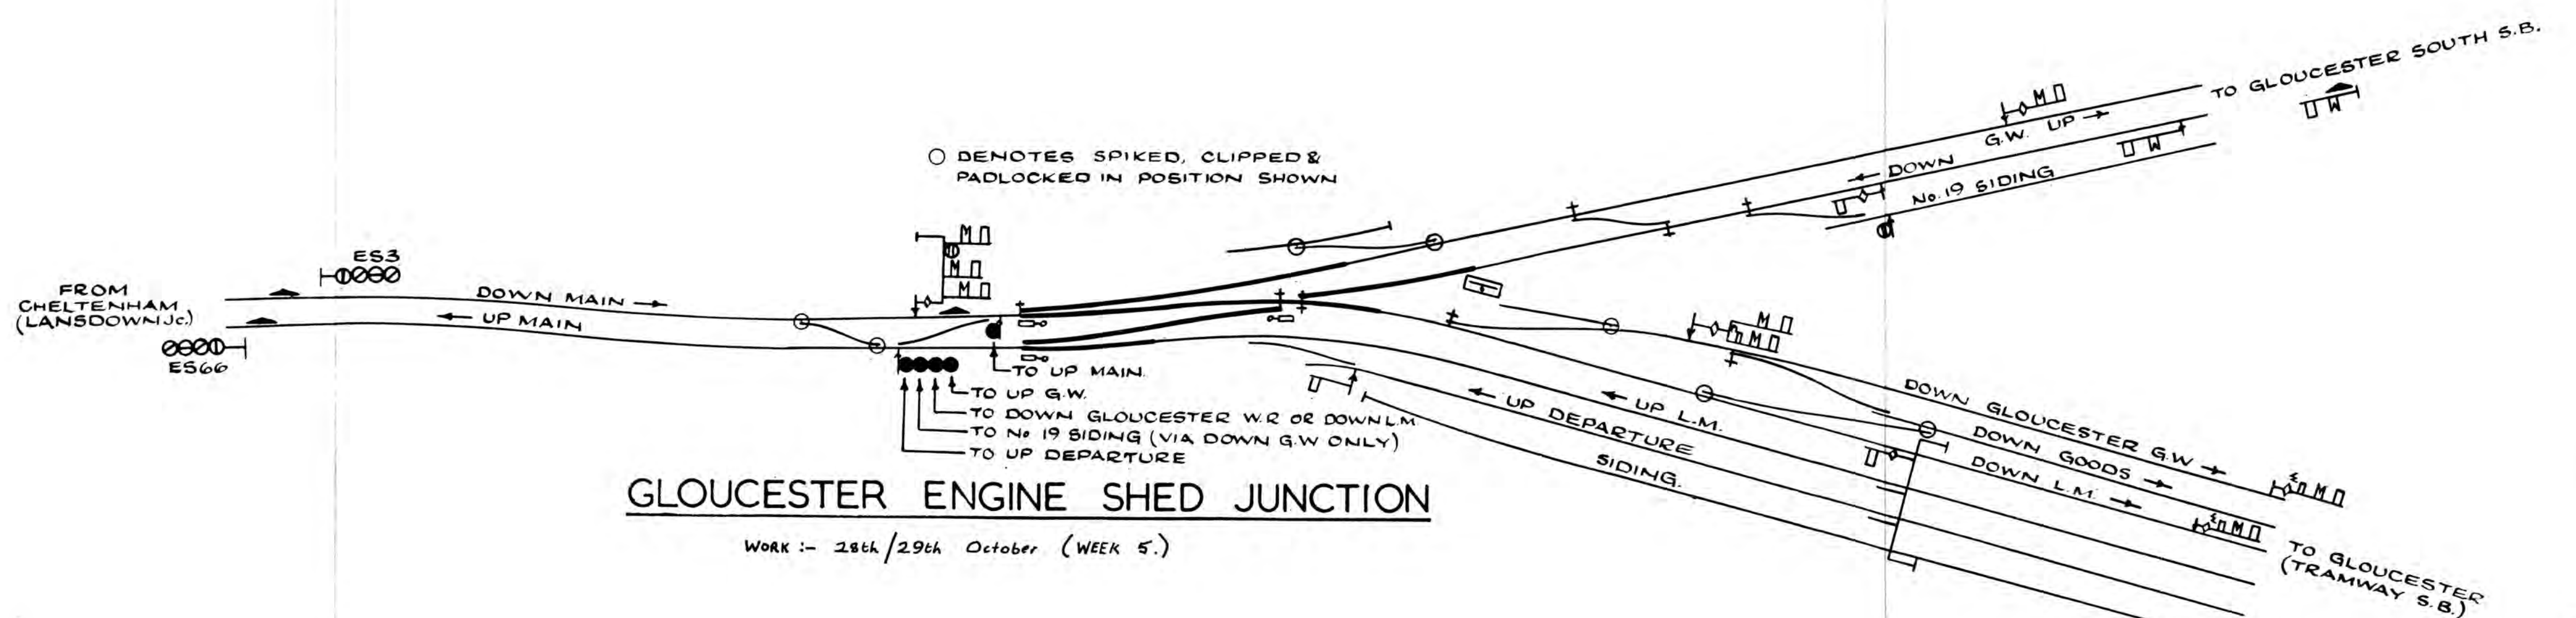 TO GLOUCESTER SOUTH S.B.
M
W
G.W. UP →
← DOWN
W
No. 19 SIDING
○ DENOTES SPIKED, CLIPPED &
PADLOCKED IN POSITION SHOWN
ES3
FROM
CHELTENHAM
(LANSDOWN Jc.)
DOWN MAIN →
← UP MAIN
ES66
M
M
M
M
M
TO UP MAIN.
TO UP G.W.
TO DOWN GLOUCESTER W.R OR DOWN L.M.
TO No 19 SIDING (VIA DOWN G.W ONLY)
TO UP DEPARTURE
← UP L.M.
← UP DEPARTURE
SIDING.
DOWN GLOUCESTER G.W →
DOWN GOODS →
DOWN L.M. →
M
M
TO GLOUCESTER
(TRAMWAY S.B.)
GLOUCESTER ENGINE SHED JUNCTION
WORK :- 28th/29th October (WEEK 5.)